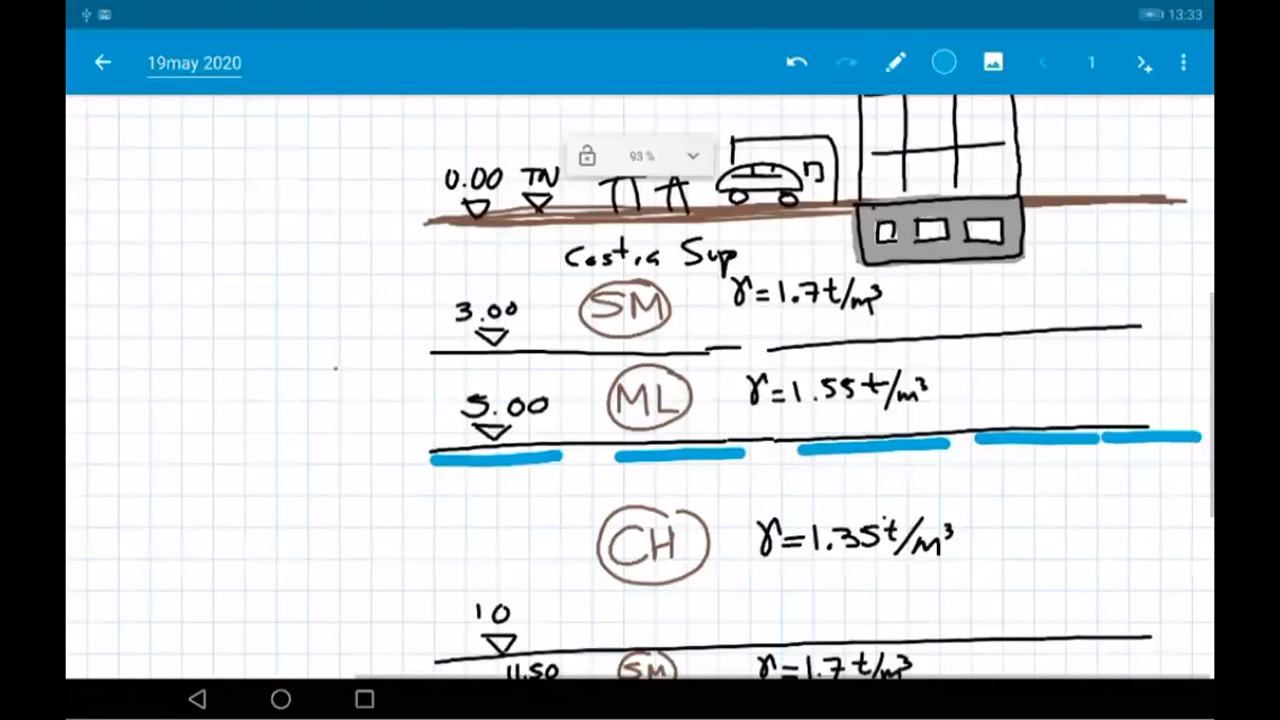 13:33
19may 2020
1
93 %
0.00 TN
Costra Sup
3.00 SM γ=1.7t/m³
5.00 ML γ=1.55t/m³
CH γ=1.35t/m³
10
11.50 SM γ=1.7t/m³